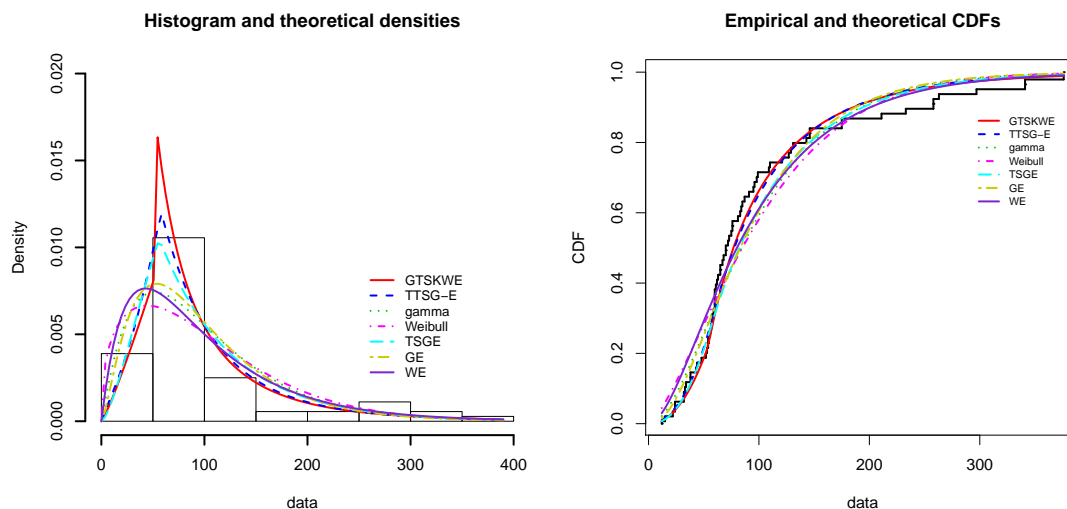 Histogram and theoretical densities
0.020
0.015
0.010
0.005
0.000
Density
GTSKWE
TTSG-E
gamma
Weibull
TSGE
GE
WE
0
100
200
300
400
data
Empirical and theoretical CDFs
1.0
0.8
0.6
0.4
0.2
0.0
CDF
GTSKWE
TTSG-E
gamma
Weibull
TSGE
GE
WE
0
100
200
300
data